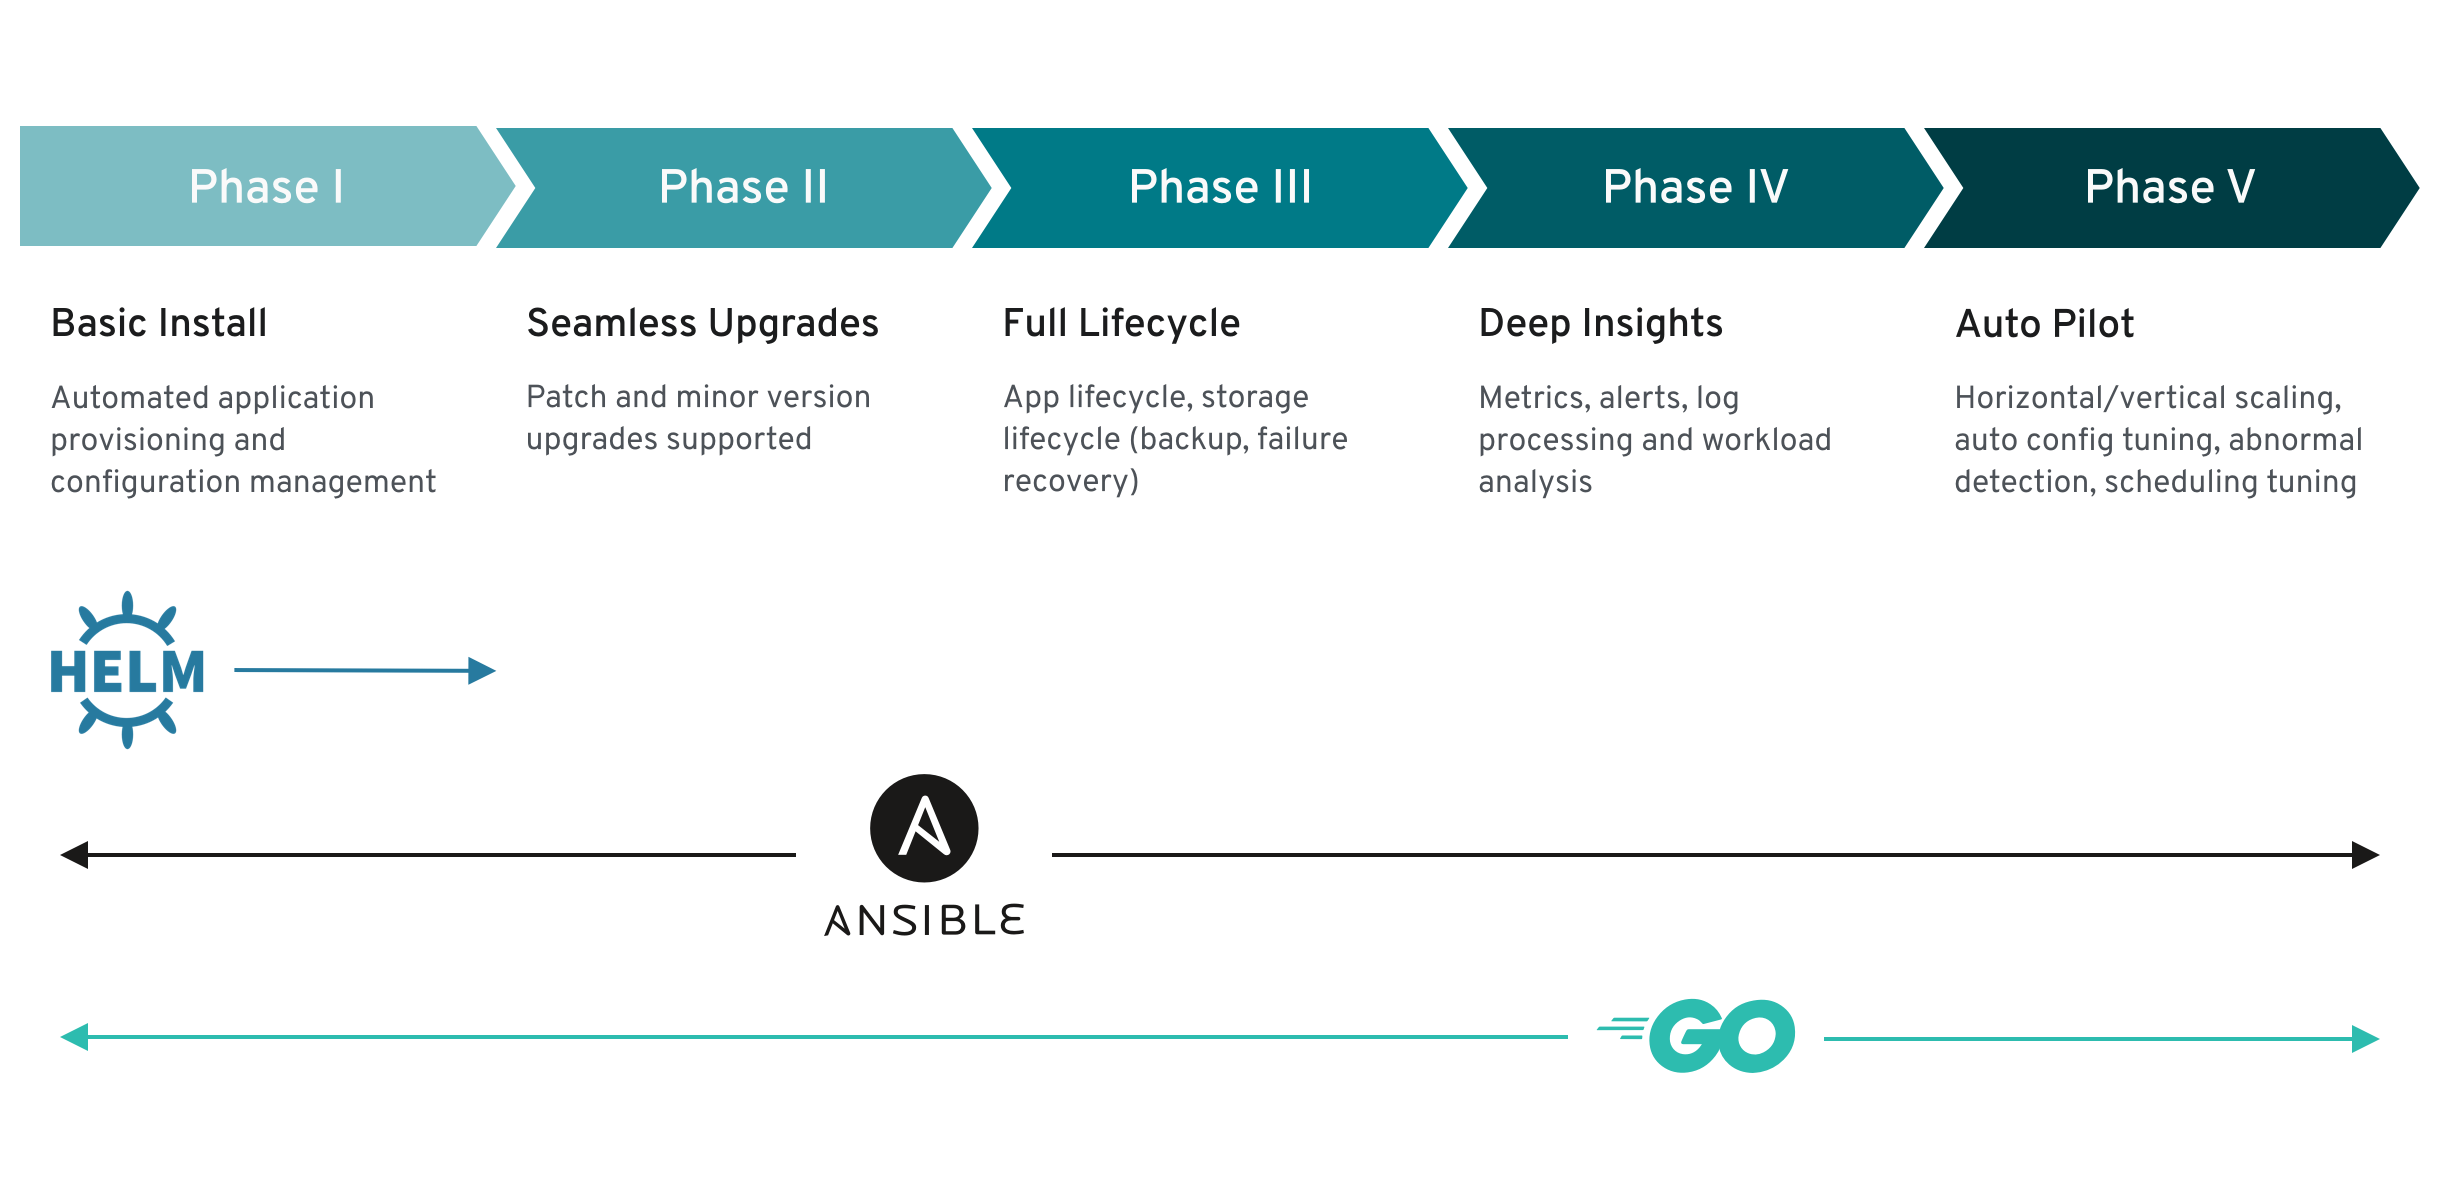 Phase I
Phase II
Phase III
Phase IV
Phase V
Basic Install
Automated application
provisioning and
configuration management
Seamless Upgrades
Patch and minor version
upgrades supported
Full Lifecycle
App lifecycle, storage
lifecycle (backup, failure
recovery)
Deep Insights
Metrics, alerts, log
processing and workload
analysis
Auto Pilot
Horizontal/vertical scaling,
auto config tuning, abnormal
detection, scheduling tuning
HELM
A
ANSIBLE
GO